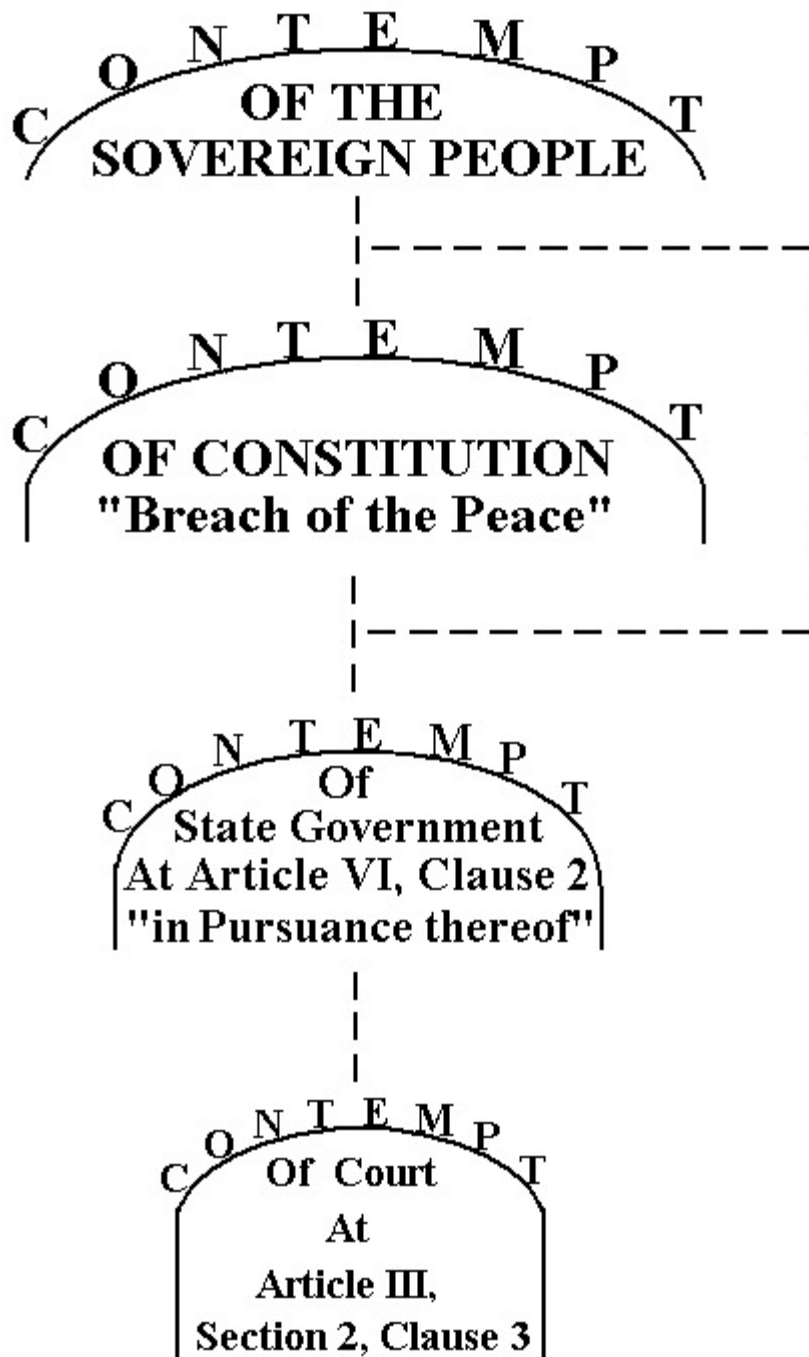 CONTEMPT
OF THE
SOVEREIGN PEOPLE
CONTEMPT
OF CONSTITUTION
"Breach of the Peace"
CONTEMPT
Of
State Government
At Article VI, Clause 2
"in Pursuance thereof"
CONTEMPT
Of Court
At
Article III,
Section 2, Clause 3